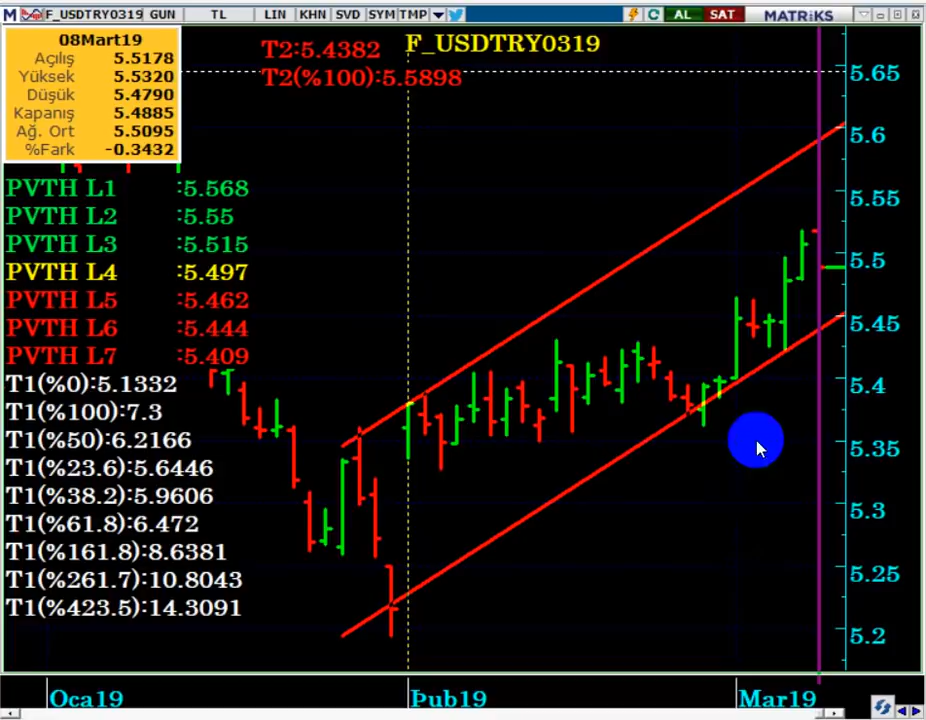 M F_USDTRY0319 GUN TL LIN KHN SVD SYM TMP C AL SAT MATRiKS
08Mart19
Açılış 5.5178
Yüksek 5.5320
Düşük 5.4790
Kapanış 5.4885
Ağ. Ort 5.5095
%Fark -0.3432
T2:5.4382
T2(%100):5.5898
F_USDTRY0319
PVTH L1 :5.568
PVTH L2 :5.55
PVTH L3 :5.515
PVTH L4 :5.497
PVTH L5 :5.462
PVTH L6 :5.444
PVTH L7 :5.409
T1(%0):5.1332
T1(%100):7.3
T1(%50):6.2166
T1(%23.6):5.6446
T1(%38.2):5.9606
T1(%61.8):6.472
T1(%161.8):8.6381
T1(%261.7):10.8043
T1(%423.5):14.3091
5.65
5.6
5.55
5.5
5.45
5.4
5.35
5.3
5.25
5.2
Oca19 Þub19 Mar19